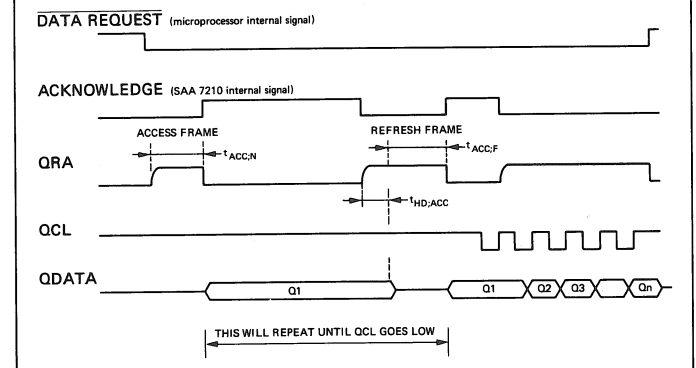 DATA REQUEST (microprocessor internal signal)
ACKNOWLEDGE (SAA 7210 internal signal)
ACCESS FRAME
REFRESH FRAME
tACC;N
tACC;F
QRA
tHD;ACC
QCL
QDATA
Q1
Q1
Q2
Q3
Qn
THIS WILL REPEAT UNTIL QCL GOES LOW